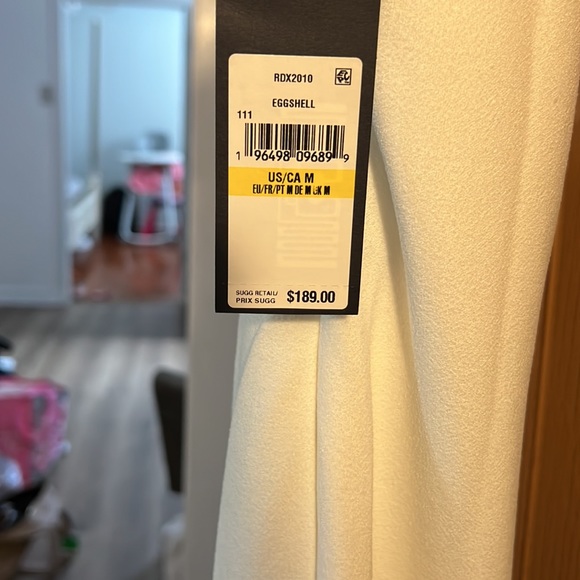 RDX2010
EGGSHELL
111
1 96498 09689 9
US/CA M
EU/FR/PT M DE M UK M
SUGG RETAIL/
PRIX SUGG $189.00